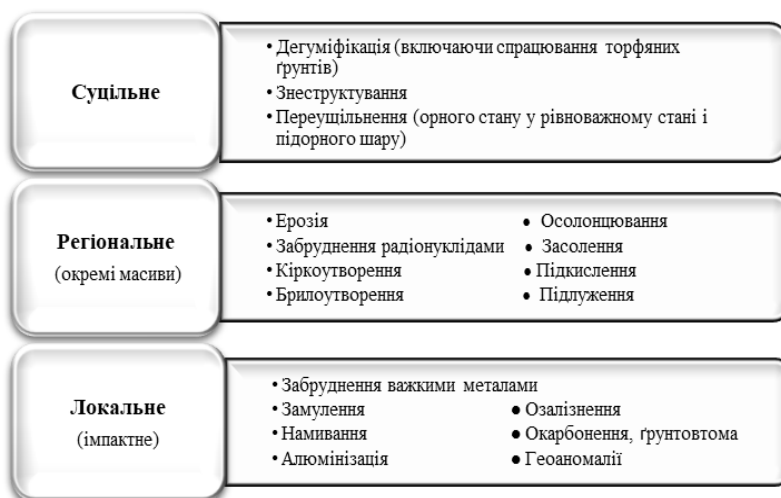 Суцільне
• Дегуміфікація (включаючи спрацювання торфяних
ґрунтів)
• Знеструктування
• Переущільнення (орного стану у рівноважному стані і
підорного шару)
Регіональне
(окремі масиви)
• Ерозія
• Забруднення радіонуклідами
• Кіркоутворення
• Брилоутворення
• Осолонцювання
• Засолення
• Підкислення
• Підлуження
Локальне
(імпактне)
• Забруднення важкими металами
• Замулення
• Намивання
• Алюмінізація
● Озалізнення
● Окарбонення, ґрунтовтома
● Геоаномалії